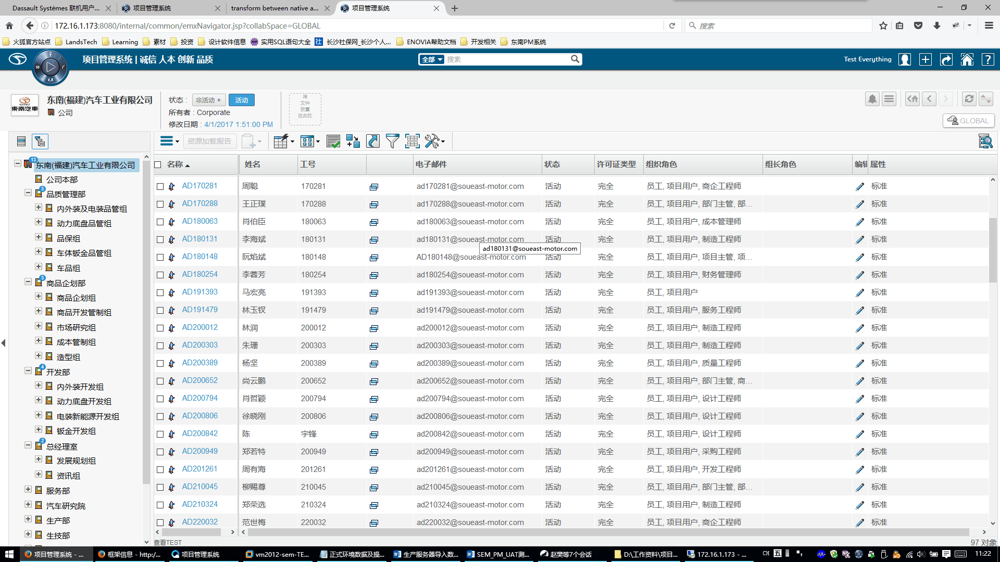 Dassault Systèmes 联机用户...
项目管理系统
transform between native a...
项目管理系统
172.16.1.173:8080/internal/common/emxNavigator.jsp?collabSpace=GLOBAL
搜索
火狐官方站点 LandsTech Learning 素材 投资 设计软件信息 实用SQL语句大全 社 长沙社保网_长沙个人... ENOVIA帮助文档 开发相关 东南PM系统
3D V.R
项目管理系统 | 诚信 人本 创新 品质
全部 搜索
Test Everything
東南汽車
东南(福建)汽车工业有限公司
公司
状态 : 非活动 活动
所有者 : Corporate
修改日期 : 4/1/2017 1:51:00 PM
将
文件
放置
在此处
GLOBAL
资源加载报告
13
东南(福建)汽车工业有限公司
公司本部
5
品质管理部
内外装及电装品管组
动力底盘品管组
品保组
车体钣金品管组
车品组
5
商品企划部
商品企划组
商品开发管制组
市场研究组
成本管制组
造型组
4
开发部
内外装开发组
动力底盘开发组
电装新能源开发组
钣金开发组
2
总经理室
发展规划组
资讯组
服务部
汽车研究院
生产部
生技部
名称 姓名 工号 电子邮件 状态 许可证类型 组织角色 组长角色 编辑 属性
AD170281 周聪 170281 ad170281@soueast-motor.com 活动 完全 员工, 项目用户, 商企工程师 标准
AD170288 王正璞 170288 ad170288@soueast-motor.com 活动 完全 员工, 项目用户, 部门主管, 部... 标准
AD180063 肖伯臣 180063 ad180063@soueast-motor.com 活动 完全 员工, 项目用户, 成本管理师 标准
AD180131 李海斌 180131 ad180131@soueast-motor.com 活动 完全 员工, 项目用户, 制造工程师 标准
ad180131@soueast-motor.com
AD180148 阮焰斌 180148 AD180148@soueast-motor.com 活动 完全 员工, 项目用户, 项目主管, 项... 标准
AD180254 李蓉芳 180254 ad180254@soueast-motor.com 活动 完全 员工, 项目用户, 财务管理师 标准
AD191393 马宏亮 191393 ad191393@soueast-motor.com 活动 完全 员工, 项目用户 标准
AD191479 林玉钗 191479 ad191479@soueast-motor.com 活动 完全 员工, 项目用户, 服务工程师 标准
AD200012 林润 200012 ad200012@soueast-motor.com 活动 完全 员工, 项目用户, 制造工程师 标准
AD200303 朱珊 200303 ad200303@soueast-motor.com 活动 完全 员工, 项目用户, 制造工程师 标准
AD200389 杨坚 200389 ad200389@soueast-motor.com 活动 完全 员工, 项目用户, 质量工程师 标准
AD200652 尚云鹏 200652 ad200652@soueast-motor.com 活动 完全 员工, 项目用户, 部门主管, 商... 标准
AD200794 肖哲颖 200794 ad200794@soueast-motor.com 活动 完全 员工, 项目用户, 设计工程师 标准
AD200806 徐晓刚 200806 ad200806@soueast-motor.com 活动 完全 员工, 项目用户, 设计工程师 标准
AD200842 陈 宇锋 ad200842@soueast-motor.com 活动 完全 员工, 项目用户, 设计工程师 标准
AD200949 郑若特 200949 ad200949@soueast-motor.com 活动 完全 员工, 项目用户, 采购工程师 标准
AD201261 周有海 201261 ad201261@soueast-motor.com 活动 完全 员工, 项目用户, 开发工程师 标准
AD210045 柳赐尊 210045 ad210045@soueast-motor.com 活动 完全 员工, 项目用户, 部门主管, 部... 标准
AD210324 郑荣选 210324 ad210324@soueast-motor.com 活动 完全 员工, 项目用户, 制造工程师 标准
AD220032 范世梅 220032 ad220032@soueast-motor.com 活动 完全 员工, 项目用户, 商企工程师 标准
查看TEST
97 对象
项目管理系统 - ... 框架信息 - http:/... 项目管理系统 vm2012-sem-TE... 正式环境数据及操... 生产服务器导入数... SEM_PM_UAT测... 赵樊等7个会话 D:\工作资料\项目... 172.16.1.173 - ... CH 五 11:22